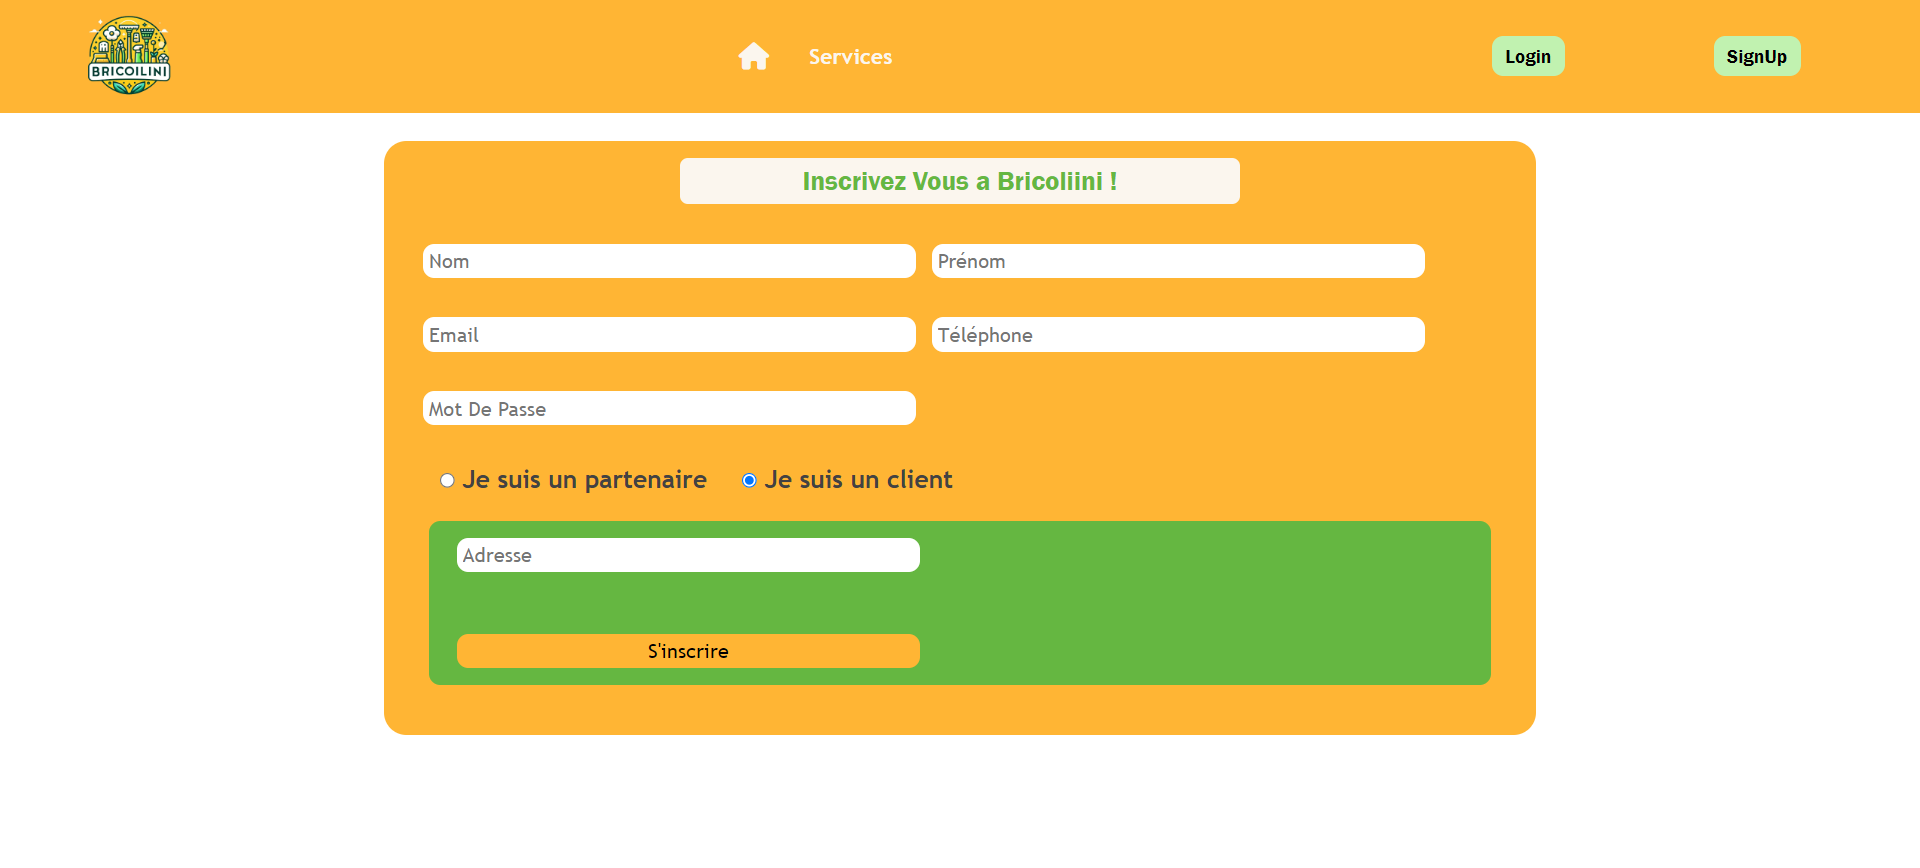 BRICOILINI
Services
Login
SignUp
Inscrivez Vous a Bricoliini !
Nom
Prénom
Email
Téléphone
Mot De Passe
Je suis un partenaire
Je suis un client
Adresse
S'inscrire